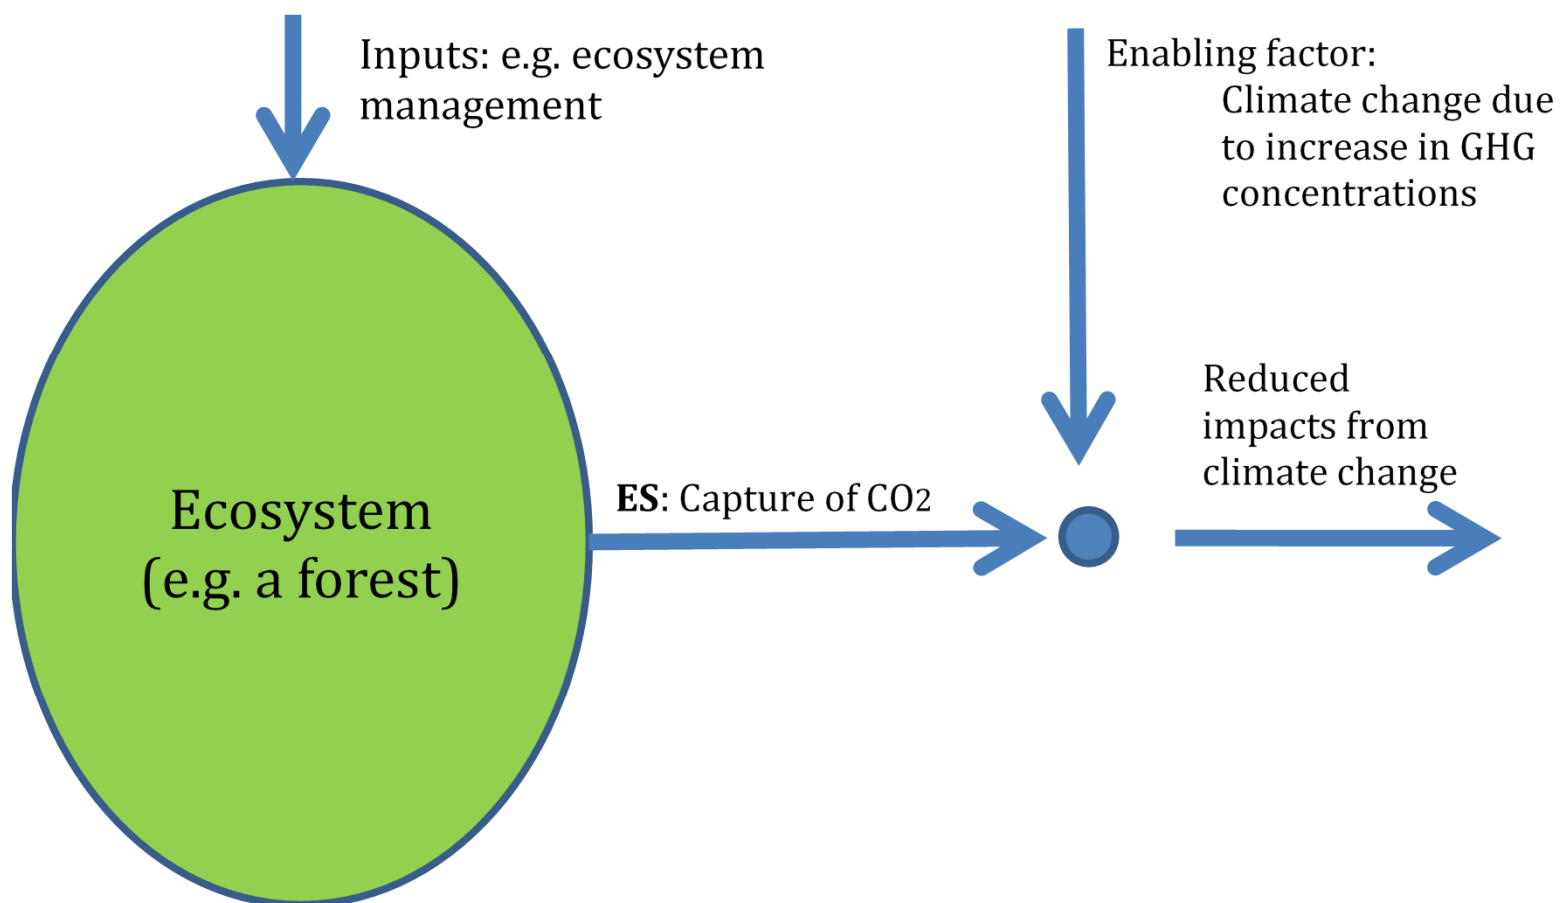 Inputs: e.g. ecosystem
management
Enabling factor:
Climate change due
to increase in GHG
concentrations
Reduced
impacts from
climate change
ES: Capture of CO2
Ecosystem
(e.g. a forest)